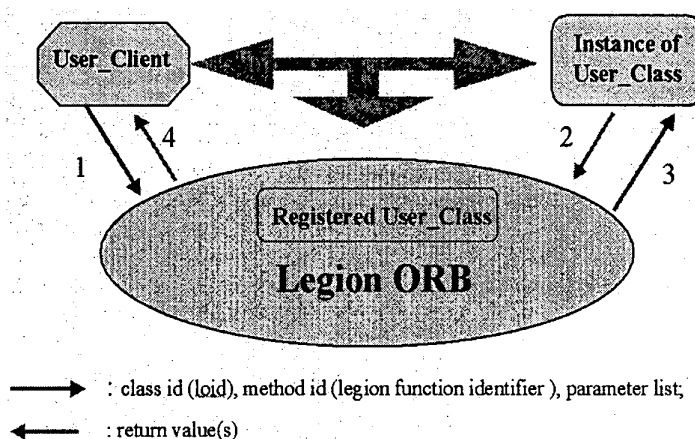 User_Client
Instance of
User_Class
1
4
2
3
Registered User_Class
Legion ORB
: class id (loid), method id (legion function identifier ), parameter list;
: return value(s)